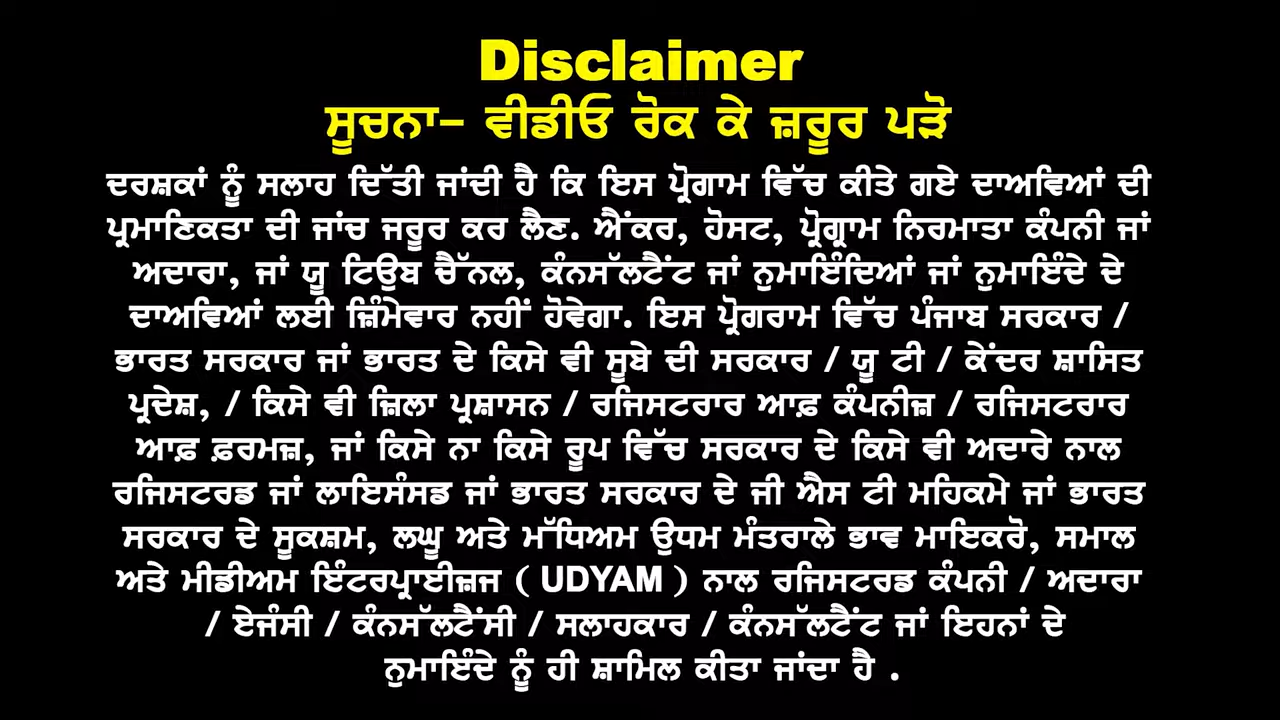 Disclaimer
ਸੂਚਨਾ- ਵੀਡੀਓ ਰੋਕ ਕੇ ਜ਼ਰੂਰ ਪੜੋ
ਦਰਸ਼ਕਾਂ ਨੂੰ ਸਲਾਹ ਦਿੱਤੀ ਜਾਂਦੀ ਹੈ ਕਿ ਇਸ ਪ੍ਰੋਗਾਮ ਵਿੱਚ ਕੀਤੇ ਗਏ ਦਾਅਵਿਆਂ ਦੀ
ਪ੍ਰਮਾਣਿਕਤਾ ਦੀ ਜਾਂਚ ਜਰੂਰ ਕਰ ਲੈਣ. ਐਂਕਰ, ਹੋਸਟ, ਪ੍ਰੋਗ੍ਰਾਮ ਨਿਰਮਾਤਾ ਕੰਪਨੀ ਜਾਂ
ਅਦਾਰਾ, ਜਾਂ ਯੂ ਟਿਉਬ ਚੈੱਨਲ, ਕੰਨਸੱਲਟੈਂਟ ਜਾਂ ਨੁਮਾਇੰਦਿਆਂ ਜਾਂ ਨੁਮਾਇੰਦੇ ਦੇ
ਦਾਅਵਿਆਂ ਲਈ ਜ਼ਿੰਮੇਵਾਰ ਨਹੀਂ ਹੋਵੇਗਾ. ਇਸ ਪ੍ਰੋਗਰਾਮ ਵਿੱਚ ਪੰਜਾਬ ਸਰਕਾਰ /
ਭਾਰਤ ਸਰਕਾਰ ਜਾਂ ਭਾਰਤ ਦੇ ਕਿਸੇ ਵੀ ਸੂਬੇ ਦੀ ਸਰਕਾਰ / ਯੂ ਟੀ / ਕੇਂਦਰ ਸ਼ਾਸਿਤ
ਪ੍ਰਦੇਸ਼, / ਕਿਸੇ ਵੀ ਜ਼ਿਲਾ ਪ੍ਰਸ਼ਾਸਨ / ਰਜਿਸਟਰਾਰ ਆਫ਼ ਕੰਪਨੀਜ਼ / ਰਜਿਸਟਰਾਰ
ਆਫ਼ ਫ਼ਰਮਜ਼, ਜਾਂ ਕਿਸੇ ਨਾ ਕਿਸੇ ਰੂਪ ਵਿੱਚ ਸਰਕਾਰ ਦੇ ਕਿਸੇ ਵੀ ਅਦਾਰੇ ਨਾਲ
ਰਜਿਸਟਰਡ ਜਾਂ ਲਾਇਸੰਸਡ ਜਾਂ ਭਾਰਤ ਸਰਕਾਰ ਦੇ ਜੀ ਐਸ ਟੀ ਮਹਿਕਮੇ ਜਾਂ ਭਾਰਤ
ਸਰਕਾਰ ਦੇ ਸੂਕਸ਼ਮ, ਲਘੂ ਅਤੇ ਮੱਧਿਅਮ ਉਧਮ ਮੰਤਰਾਲੇ ਭਾਵ ਮਾਇਕਰੋ, ਸਮਾਲ
ਅਤੇ ਮੀਡੀਅਮ ਇੰਟਰਪ੍ਰਾਈਜ਼ਜ ( UDYAM ) ਨਾਲ ਰਜਿਸਟਰਡ ਕੰਪਨੀ / ਅਦਾਰਾ
/ ਏਜੰਸੀ / ਕੰਨਸੱਲਟੈਂਸੀ / ਸਲਾਹਕਾਰ / ਕੰਨਸੱਲਟੈਂਟ ਜਾਂ ਇਹਨਾਂ ਦੇ
ਨੁਮਾਇੰਦੇ ਨੂੰ ਹੀ ਸ਼ਾਮਿਲ ਕੀਤਾ ਜਾਂਦਾ ਹੈ .